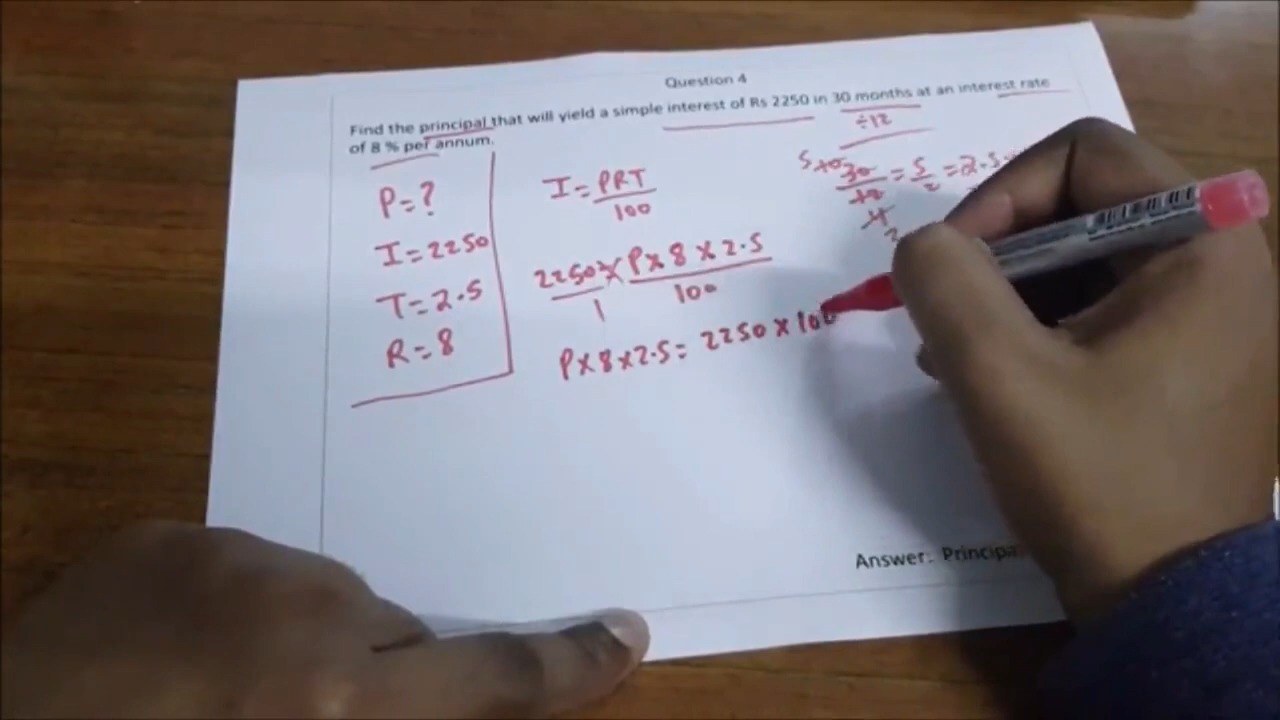 Question 4
Find the principal that will yield a simple interest of Rs 2250 in 30 months at an interest rate
of 8 % per annum.
÷12
P=?
I=2250
T=2.5
R=8
I=PRT
100
30 = 5 = 2.5
12 2
2250 = P×8×2.5
1 100
P×8×2.5= 2250×100
Answer: